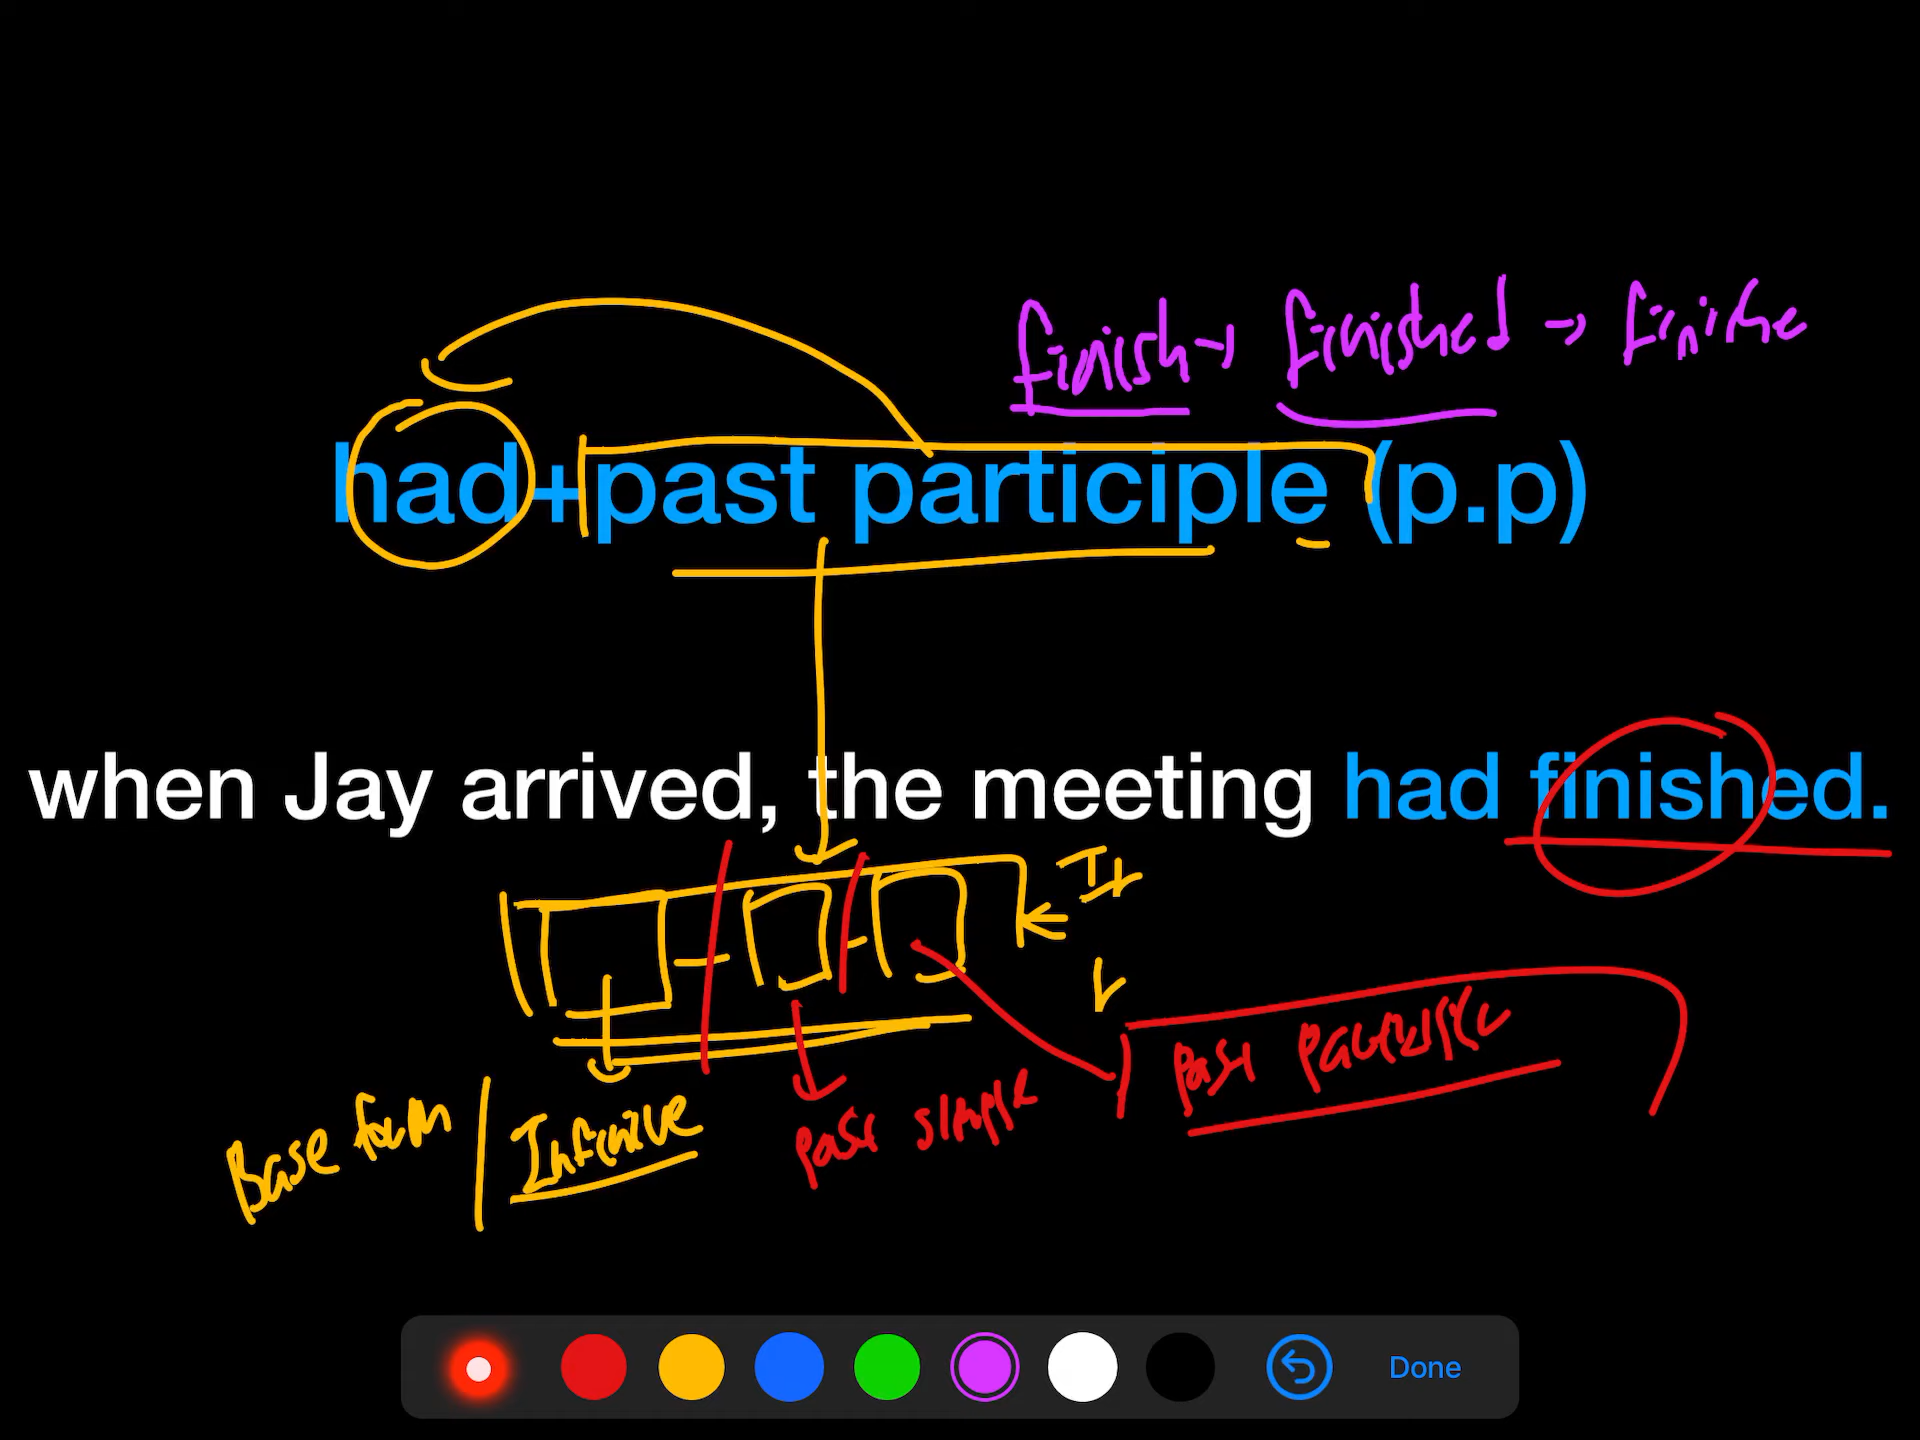 finish → finished → finishe
had+past participle (p.p)
when Jay arrived, the meeting had finished.
Base form / Infinitive
past simple
past participle
Done